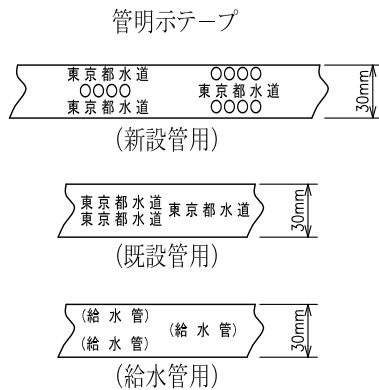 管明示テープ
東京都水道 〇〇〇〇
〇〇〇〇 東京都水道
東京都水道 〇〇〇〇
30mm
(新設管用)
東京都水道 東京都水道
東京都水道
30mm
(既設管用)
(給水管) (給水管)
(給水管)
30mm
(給水管用)